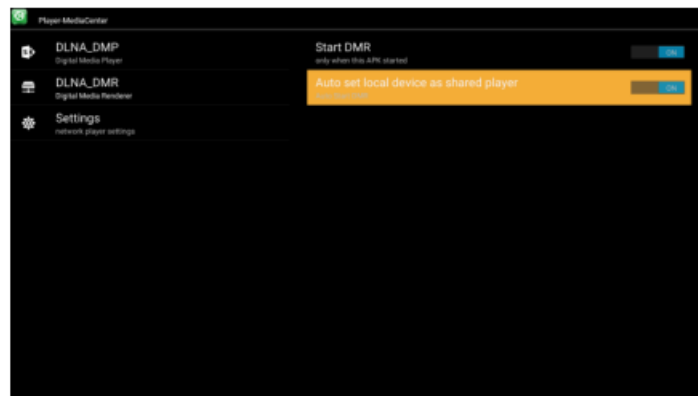 Player-MediaCenter
DLNA_DMP
Digital Media Player
DLNA_DMR
Digital Media Renderer
Settings
network player settings
Start DMR
only when this APK started
ON
Auto set local device as shared player
ON